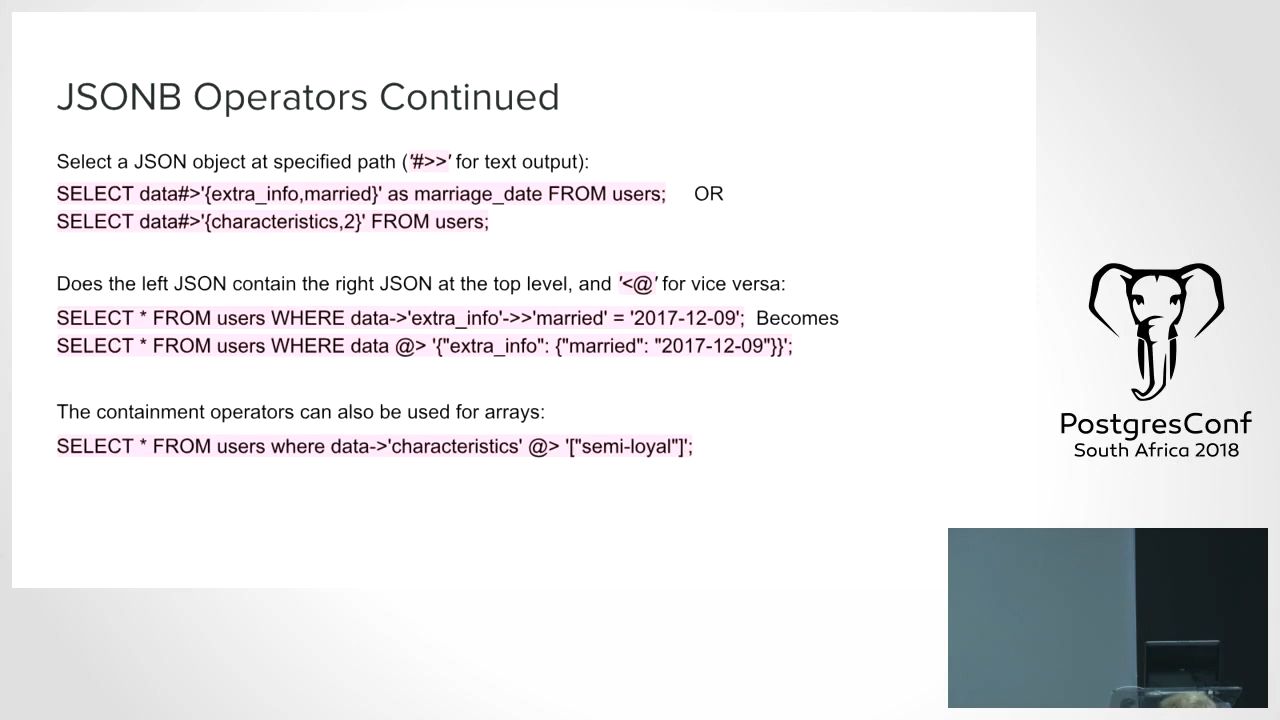 JSONB Operators Continued
Select a JSON object at specified path ('#>>' for text output):
SELECT data#>'{extra_info,married}' as marriage_date FROM users; OR
SELECT data#>'{characteristics,2}' FROM users;
Does the left JSON contain the right JSON at the top level, and '<@' for vice versa:
SELECT * FROM users WHERE data->'extra_info'->>'married' = '2017-12-09'; Becomes
SELECT * FROM users WHERE data @> '{"extra_info": {"married": "2017-12-09"}}';
The containment operators can also be used for arrays:
SELECT * FROM users where data->'characteristics' @> '["semi-loyal"]';
PostgresConf
South Africa 2018